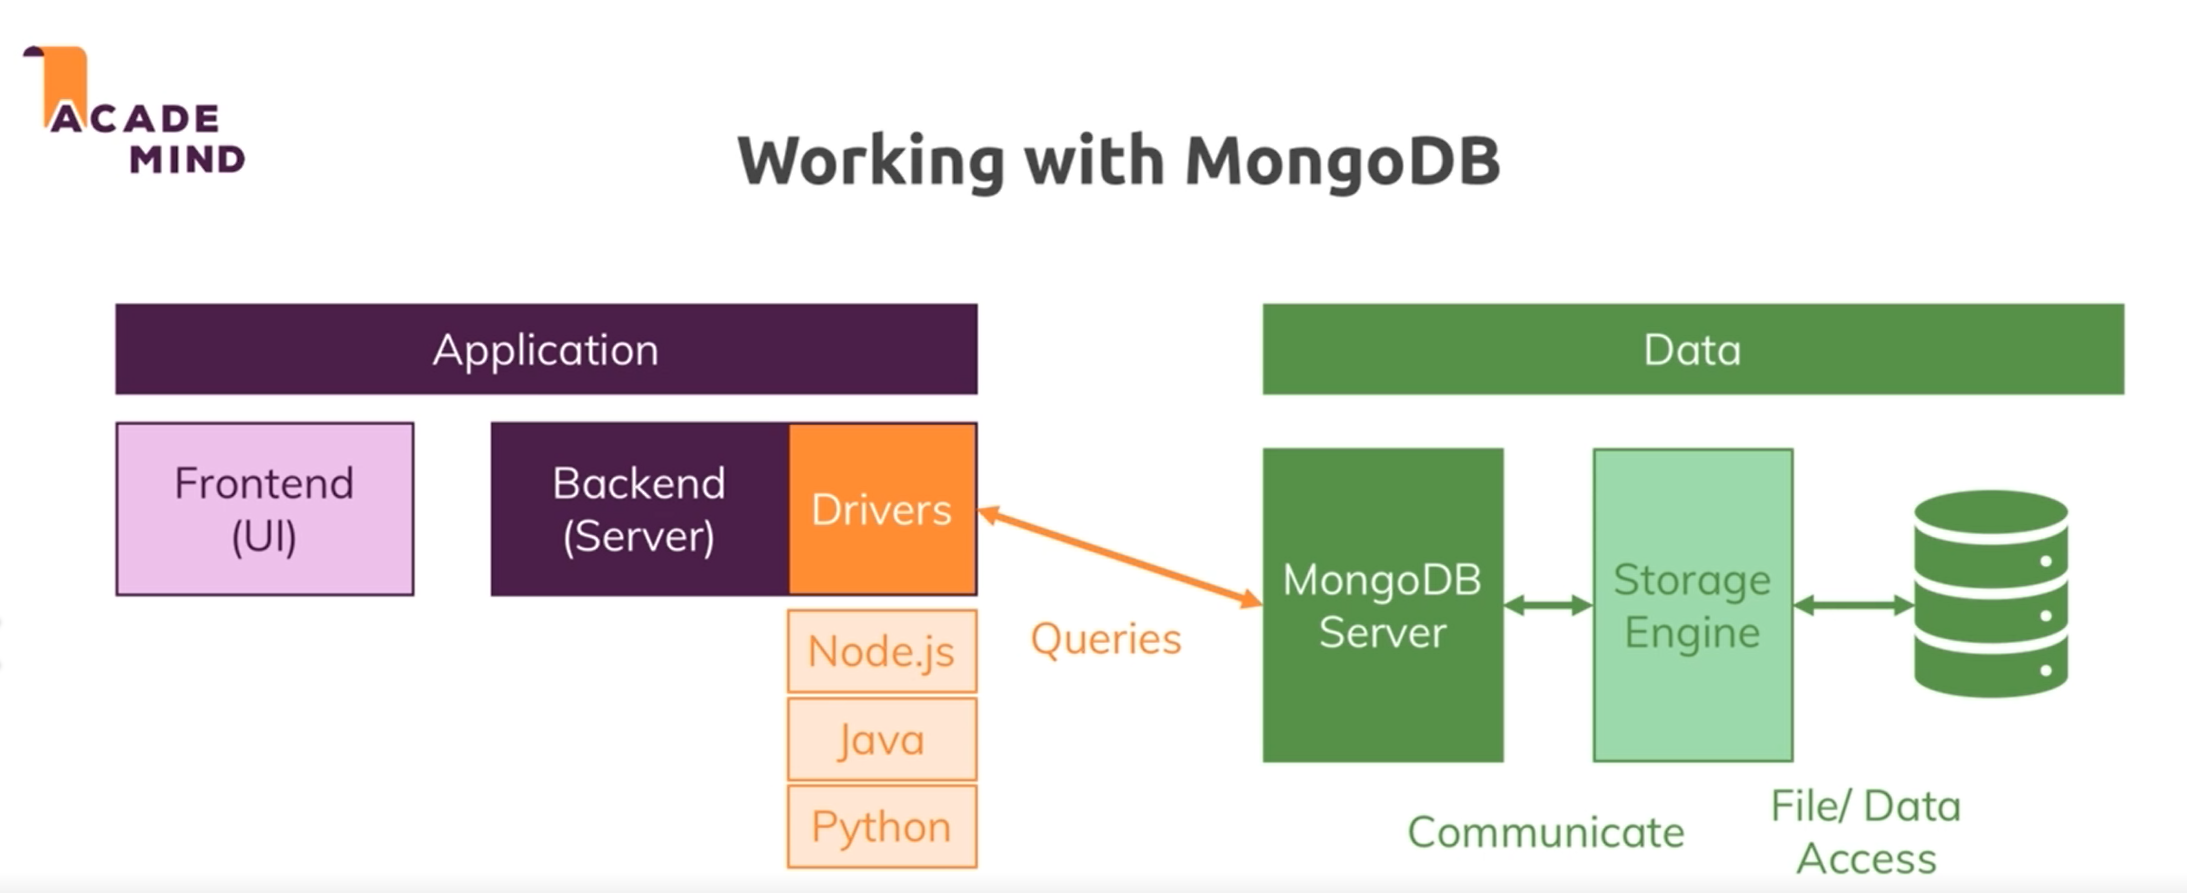 ACADE
MIND
Working with MongoDB
Application
Data
Frontend
(UI)
Backend
(Server)
Drivers
Node.js
Java
Python
Queries
MongoDB
Server
Storage
Engine
Communicate
File/ Data
Access